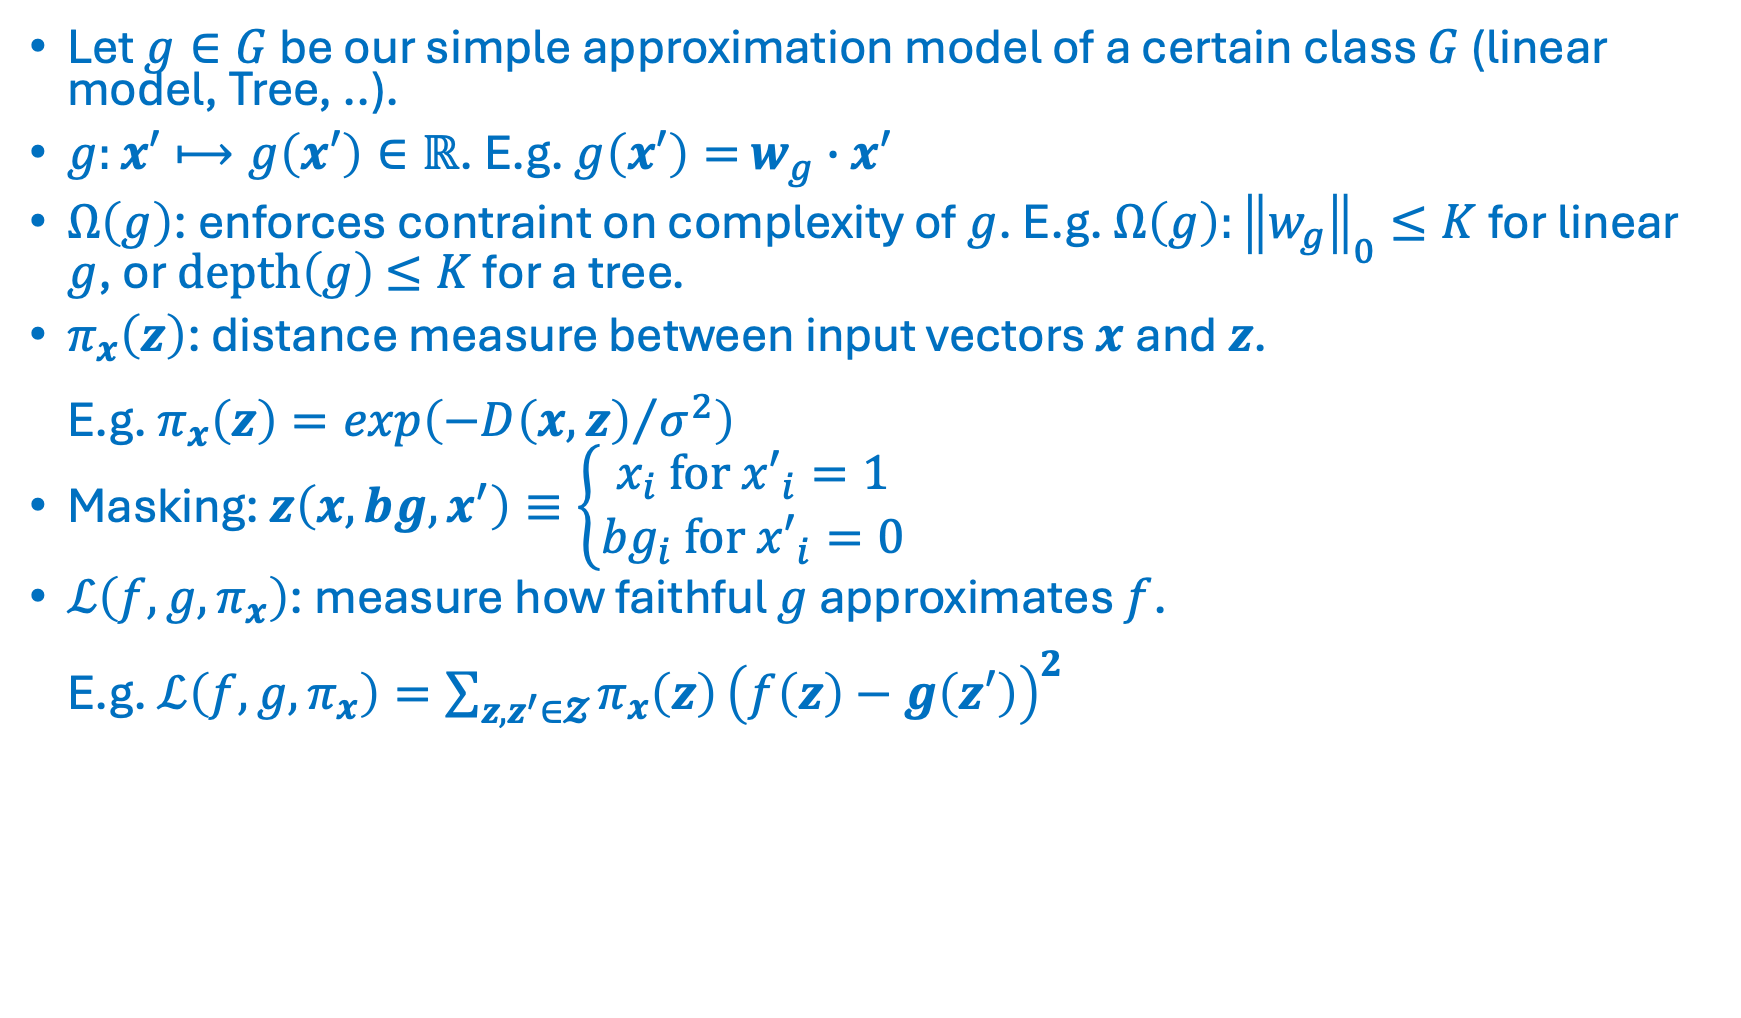 • Let g ∈ G be our simple approximation model of a certain class G (linear
model, Tree, ..).
• g: x′ ⟼ g(x′) ∈ ℝ. E.g. g(x′) = w_g · x′
• Ω(g): enforces contraint on complexity of g. E.g. Ω(g): ‖w_g‖₀ ≤ K for linear
g, or depth(g) ≤ K for a tree.
• π_x(z): distance measure between input vectors x and z.
E.g. π_x(z) = exp(−D(x, z)/σ²)
• Masking: z(x, bg, x′) ≡ { x_i for x′_i = 1
bg_i for x′_i = 0
• ℒ(f, g, π_x): measure how faithful g approximates f.
E.g. ℒ(f, g, π_x) = ∑_{z,z′∈𝒵} π_x(z) (f(z) − g(z′))²